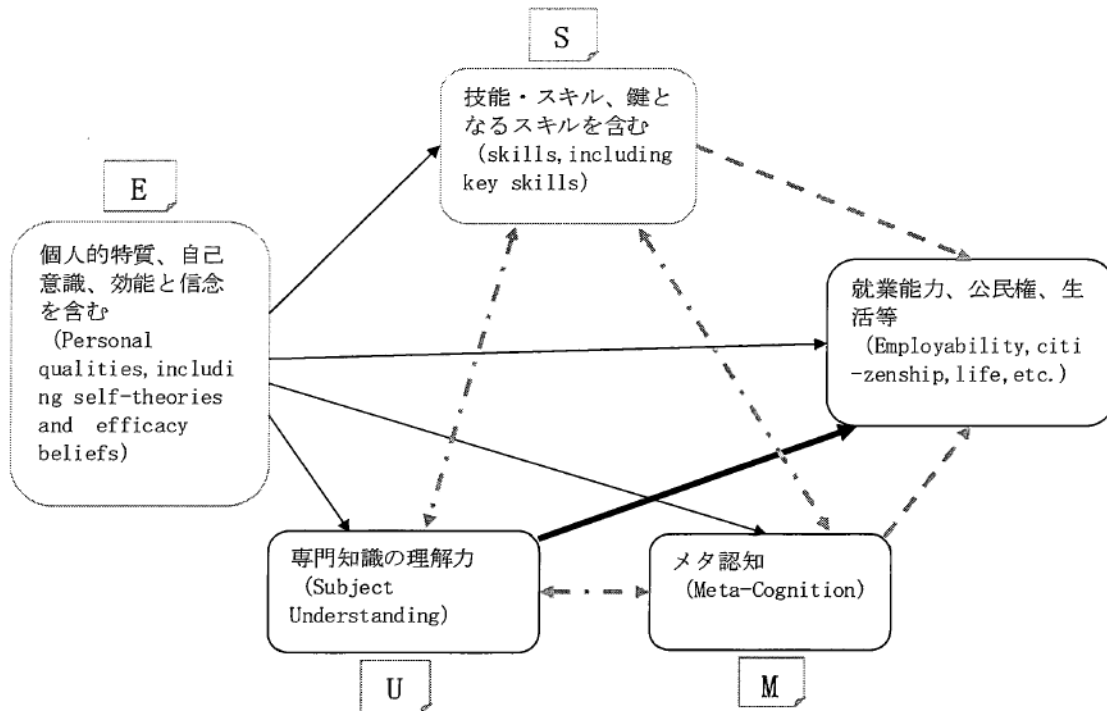 S
技能・スキル、鍵と
なるスキルを含む
(skills,including
key skills)
E
個人的特質、自己
意識、効能と信念
を含む
(Personal
qualities,includi
ng self-theories
and efficacy
beliefs)
就業能力、公民権、生
活等
(Employability,citi
-zenship,life,etc.)
専門知識の理解力
(Subject
Understanding)
U
メタ認知
(Meta-Cognition)
M